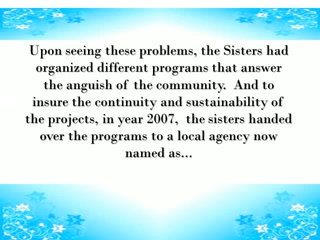 Upon seeing these problems, the Sisters had
organized different programs that answer
the anguish of the community.  And to
insure the continuity and sustainability of
the projects, in year 2007,  the sisters handed
over the programs to a local agency now
named as...